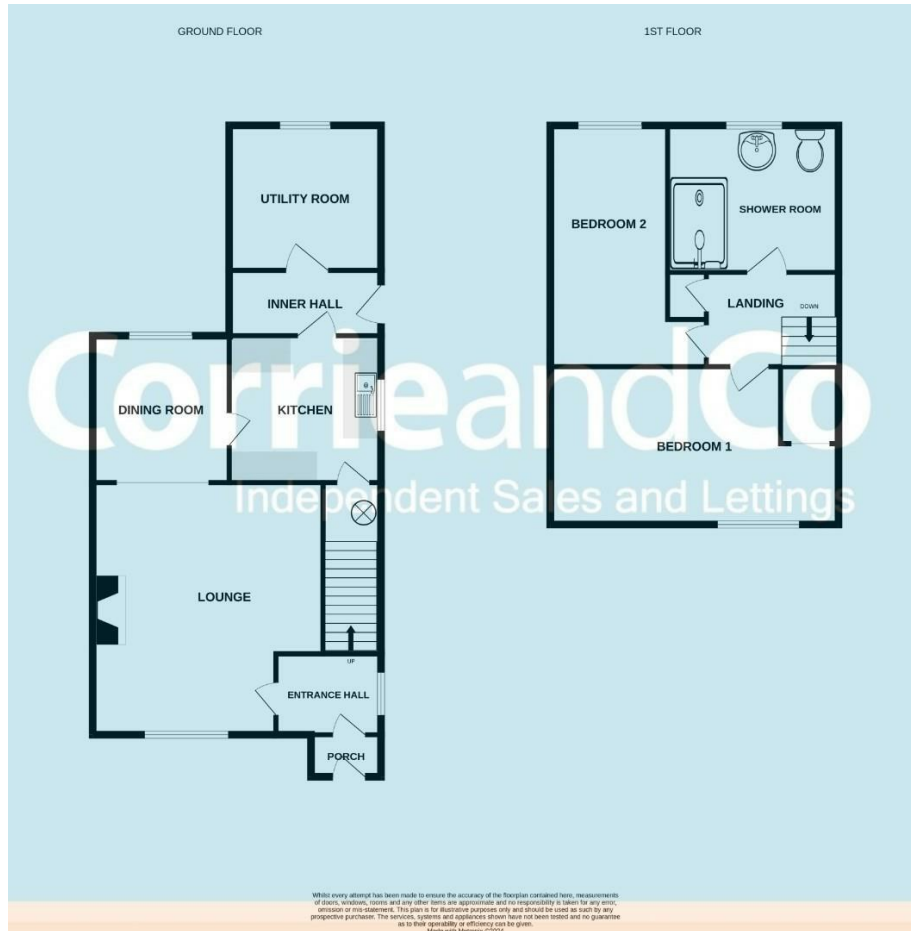 GROUND FLOOR
1ST FLOOR
UTILITY ROOM
INNER HALL
DINING ROOM
KITCHEN
LOUNGE
UP
ENTRANCE HALL
PORCH
BEDROOM 2
SHOWER ROOM
LANDING
DOWN
BEDROOM 1
CorrieandCo
Independent Sales and Lettings
Whilst every attempt has been made to ensure the accuracy of the floorplan contained here, measurements
of doors, windows, rooms and any other items are approximate and no responsibility is taken for any error,
omission or mis-statement. This plan is for illustrative purposes only and should be used as such by any
prospective purchaser. The services, systems and appliances shown have not been tested and no guarantee
as to their operability or efficiency can be given.
Made with Metropix ©2024